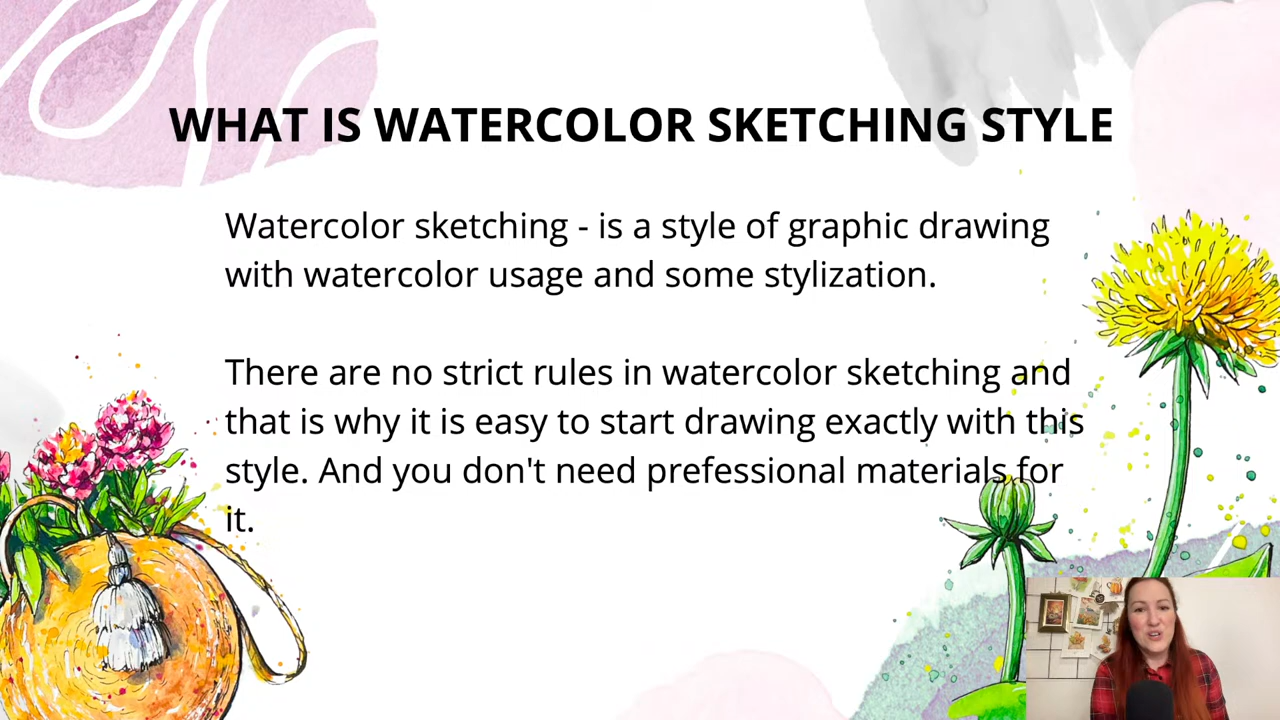 WHAT IS WATERCOLOR SKETCHING STYLE
Watercolor sketching - is a style of graphic drawing
with watercolor usage and some stylization.
There are no strict rules in watercolor sketching and
that is why it is easy to start drawing exactly with this
style. And you don't need prefessional materials for
it.